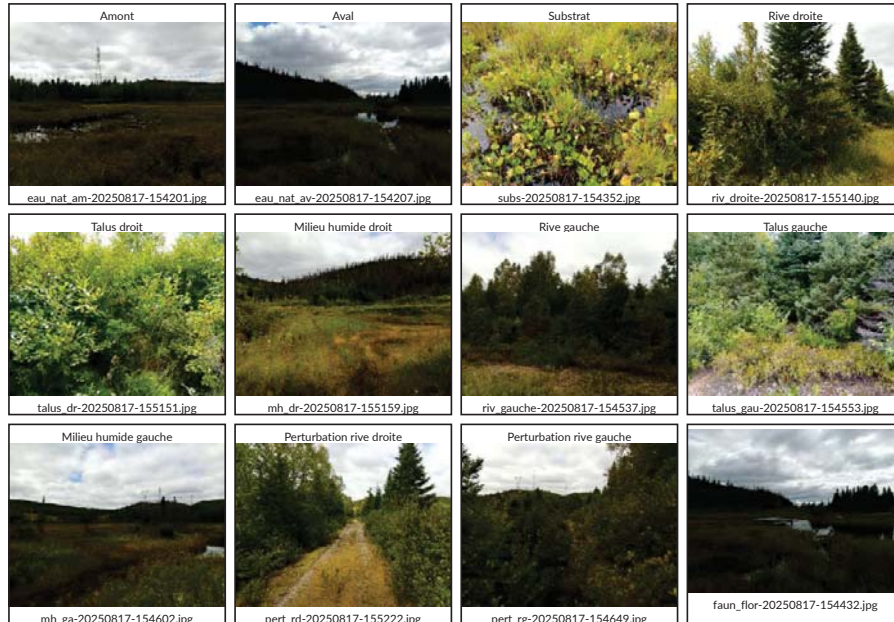 Amont
Aval
Substrat
Rive droite
eau_nat_am-20250817-154201.jpg
eau_nat_av-20250817-154207.jpg
subs-20250817-154352.jpg
riv_droite-20250817-155140.jpg
Talus droit
Milieu humide droit
Rive gauche
Talus gauche
talus_dr-20250817-155151.jpg
mh_dr-20250817-155159.jpg
riv_gauche-20250817-154537.jpg
talus_gau-20250817-154553.jpg
Milieu humide gauche
Perturbation rive droite
Perturbation rive gauche
mh_ga-20250817-154602.jpg
pert_rd-20250817-155222.jpg
pert_rg-20250817-154649.jpg
faun_flor-20250817-154432.jpg